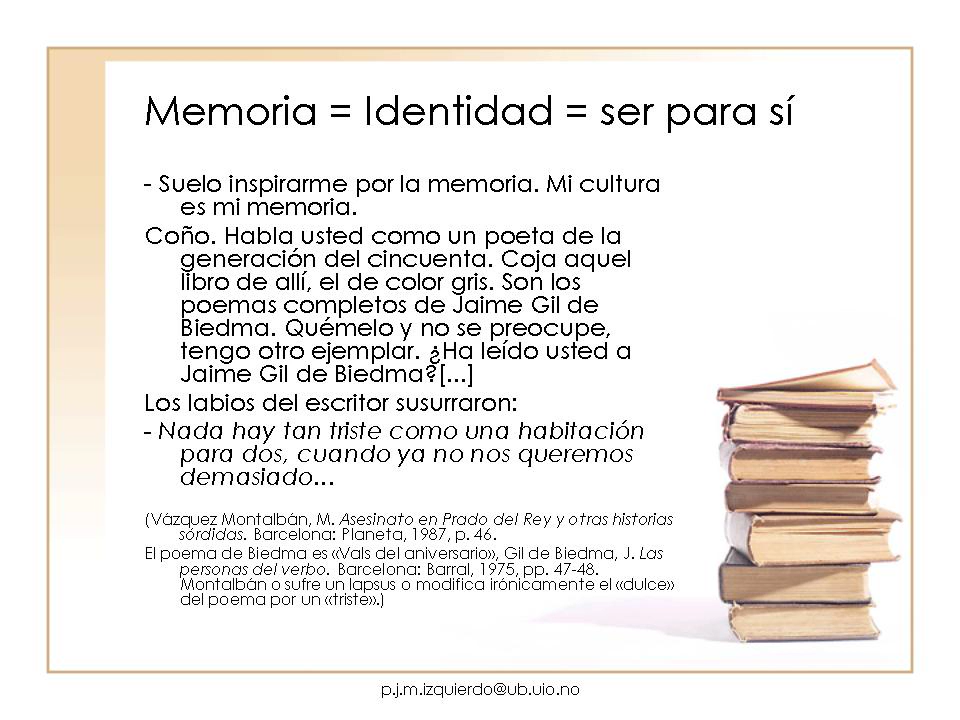 Memoria = Identidad = ser para sí
- Suelo inspirarme por la memoria. Mi cultura
es mi memoria.
Coño. Habla usted como un poeta de la
generación del cincuenta. Coja aquel
libro de allí, el de color gris. Son los
poemas completos de Jaime Gil de
Biedma. Quémelo y no se preocupe,
tengo otro ejemplar. ¿Ha leído usted a
Jaime Gil de Biedma?[...]
Los labios del escritor susurraron:
- Nada hay tan triste como una habitación
para dos, cuando ya no nos queremos
demasiado...
(Vázquez Montalbán, M. Asesinato en Prado del Rey y otras historias
sórdidas. Barcelona: Planeta, 1987, p. 46.
El poema de Biedma es «Vals del aniversario», Gil de Biedma, J. Las
personas del verbo. Barcelona: Barral, 1975, pp. 47-48.
Montalbán o sufre un lapsus o modifica irónicamente el «dulce»
del poema por un «triste».)
p.j.m.izquierdo@ub.uio.no